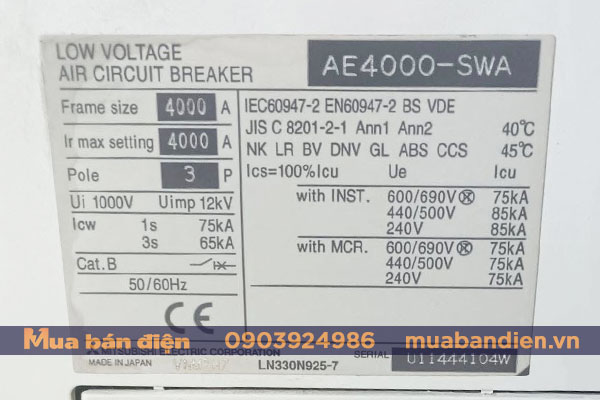 LOW VOLTAGE
AIR CIRCUIT BREAKER
AE4000-SWA
Frame size 4000 A
Ir max setting 4000 A
Pole 3 P
Ui 1000V Uimp 12kV
Icw 1s 75kA
3s 65kA
Cat.B
50/60Hz
CE
IEC60947-2 EN60947-2 BS VDE
JIS C 8201-2-1 Ann1 Ann2 40℃
NK LR BV DNV GL ABS CCS 45℃
Ics=100%Icu Ue Icu
with INST. 600/690V 75kA
440/500V 85kA
240V 85kA
with MCR. 600/690V 75kA
440/500V 75kA
240V 75kA
Mua bán điện 0903924986 muabandien.vn
MITSUBISHI ELECTRIC CORPORATION
MADE IN JAPAN LN330N925-7 SERIAL U11444104W